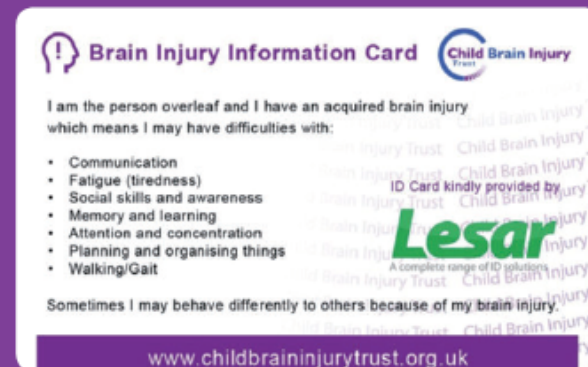 Brain Injury Information Card
Child Brain Injury
Trust
I am the person overleaf and I have an acquired brain injury
which means I may have difficulties with:
• Communication
• Fatigue (tiredness)
• Social skills and awareness
• Memory and learning
• Attention and concentration
• Planning and organising things
• Walking/Gait
ID Card kindly provided by
Lesar
A complete range of ID solutions
Sometimes I may behave differently to others because of my brain injury.
www.childbraininjurytrust.org.uk